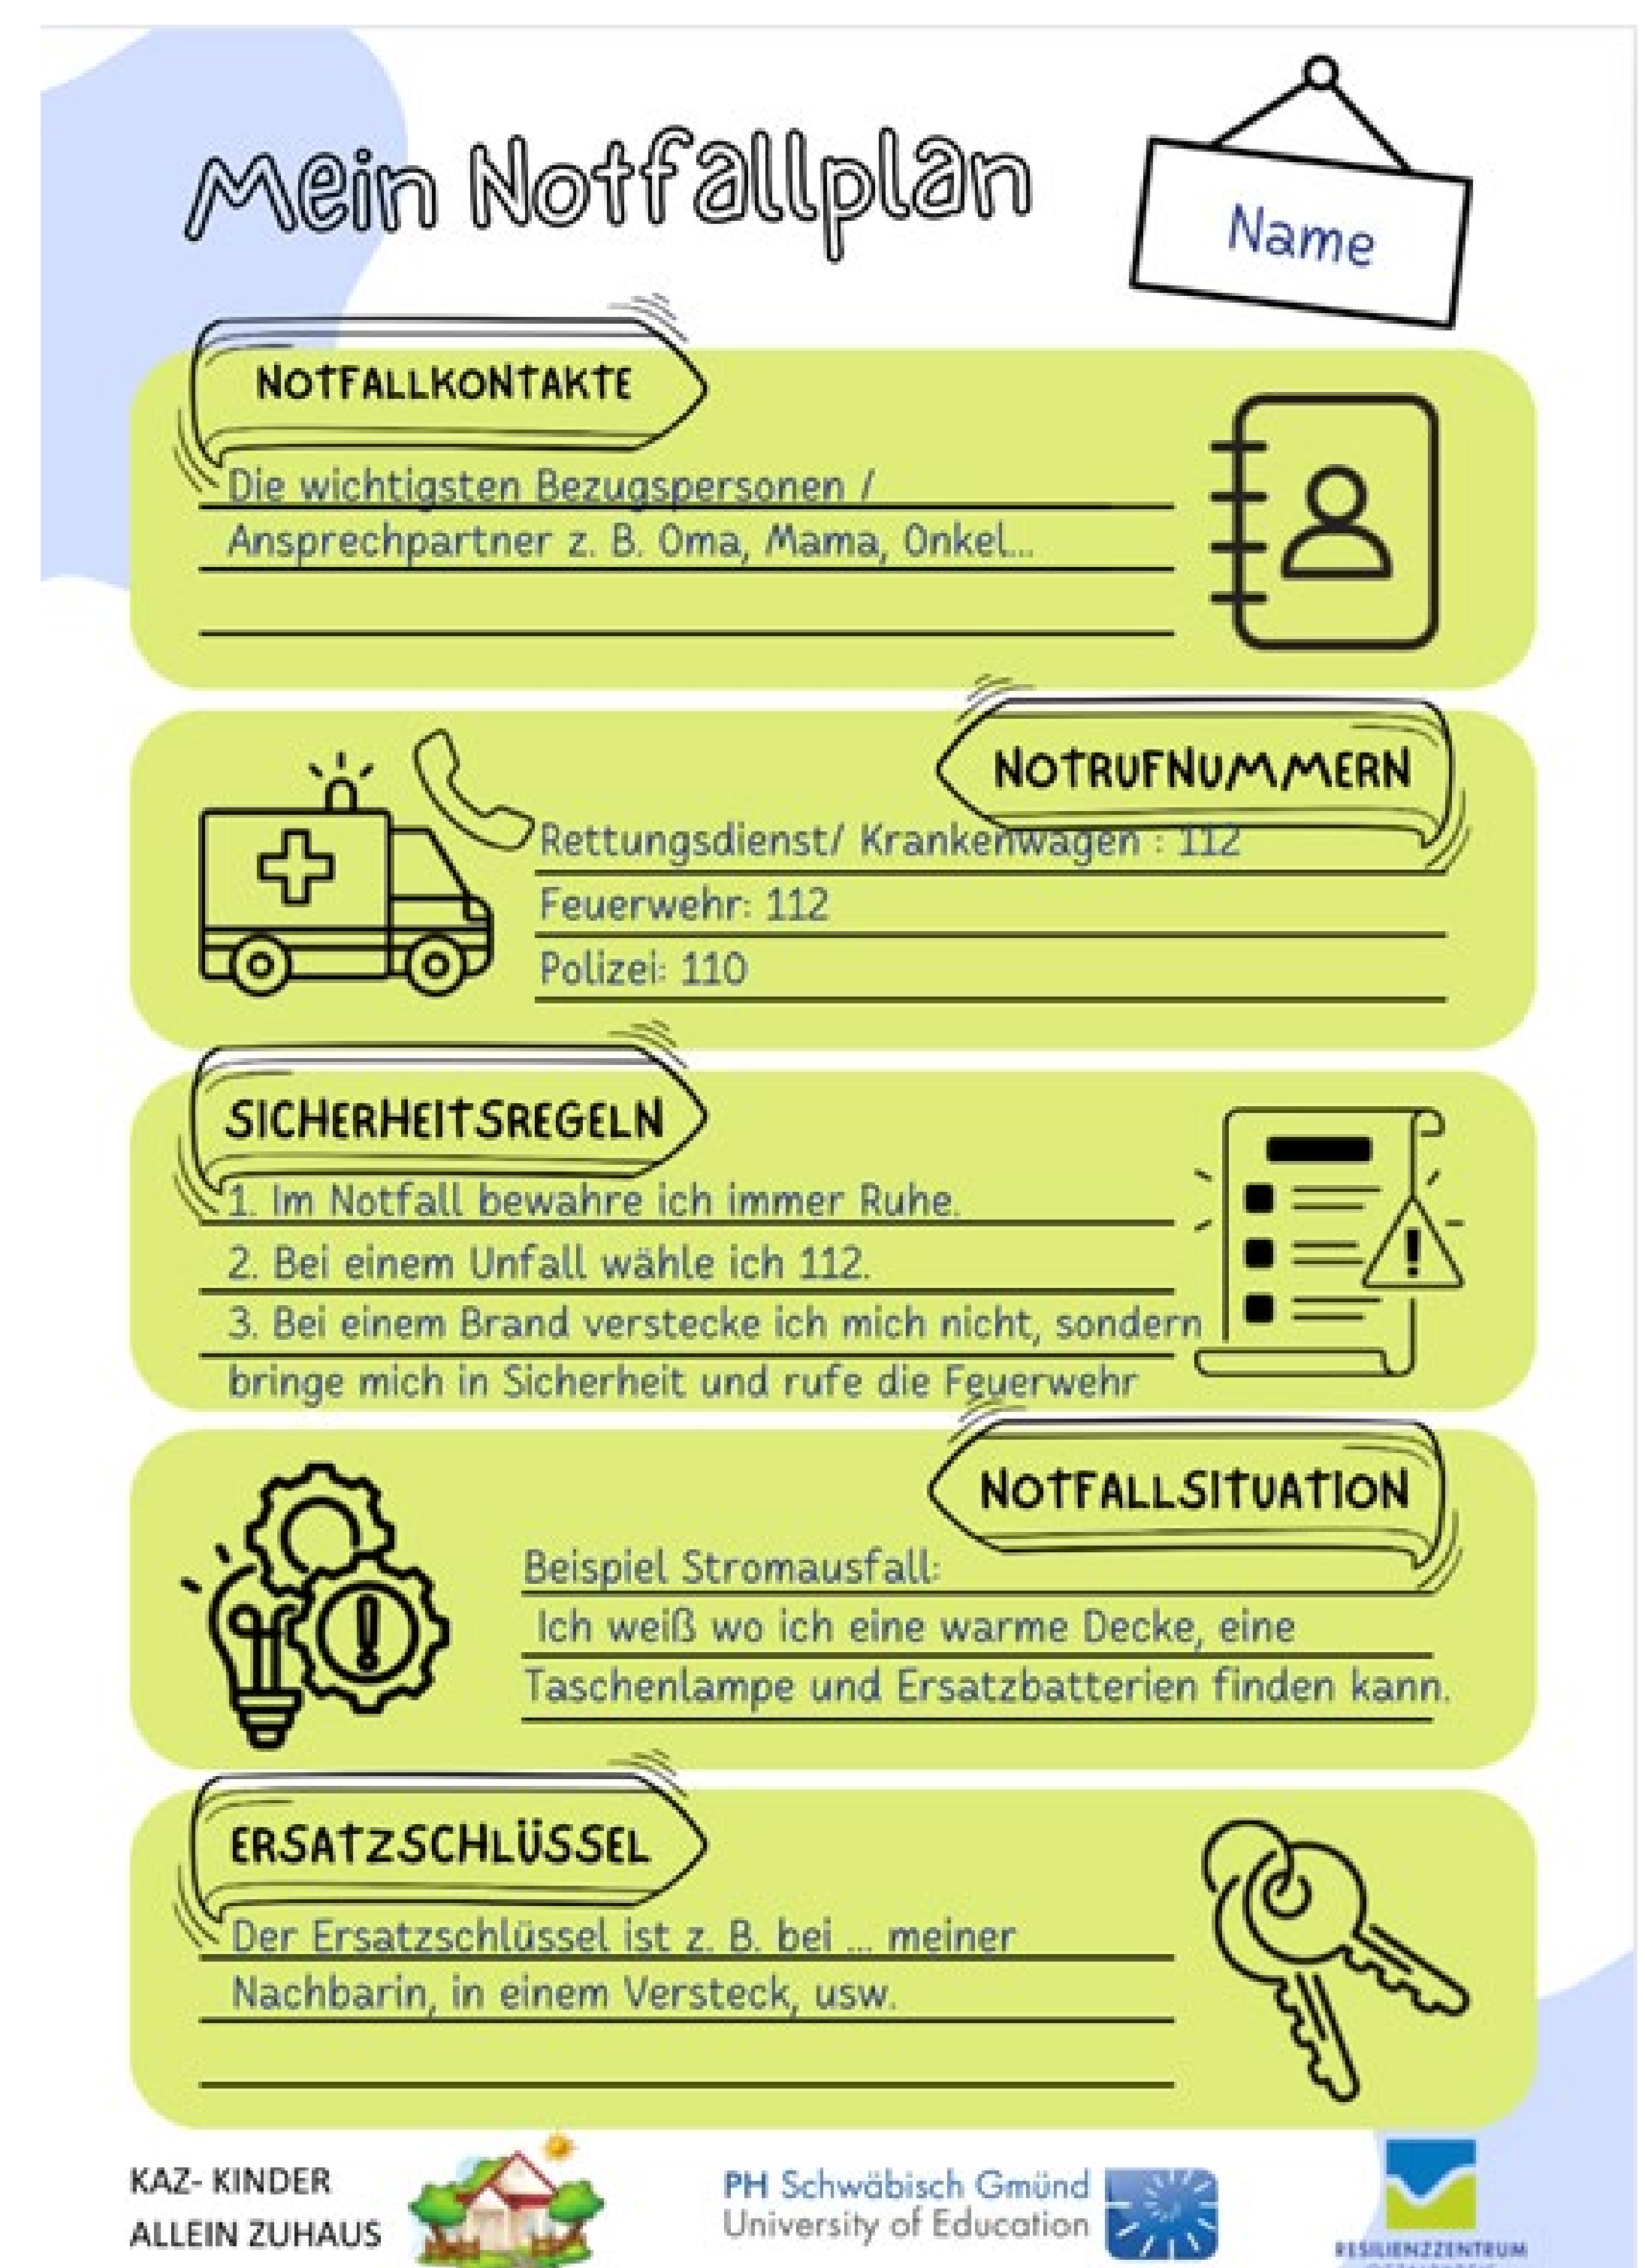 Mein Notfallplan
Name
NOTFALLKONTAKTE
Die wichtigsten Bezugspersonen /
Ansprechpartner z. B. Oma, Mama, Onkel...
NOTRUFNUMMERN
Rettungsdienst/ Krankenwagen : 112
Feuerwehr: 112
Polizei: 110
SICHERHEITSREGELN
1. Im Notfall bewahre ich immer Ruhe.
2. Bei einem Unfall wähle ich 112.
3. Bei einem Brand verstecke ich mich nicht, sondern
bringe mich in Sicherheit und rufe die Feuerwehr
NOTFALLSITUATION
Beispiel Stromausfall:
Ich weiß wo ich eine warme Decke, eine
Taschenlampe und Ersatzbatterien finden kann.
ERSATZSCHLÜSSEL
Der Ersatzschlüssel ist z. B. bei ... meiner
Nachbarin, in einem Versteck, usw.
KAZ- KINDER
ALLEIN ZUHAUS
PH Schwäbisch Gmünd
University of Education
RESILIENZZENTRUM